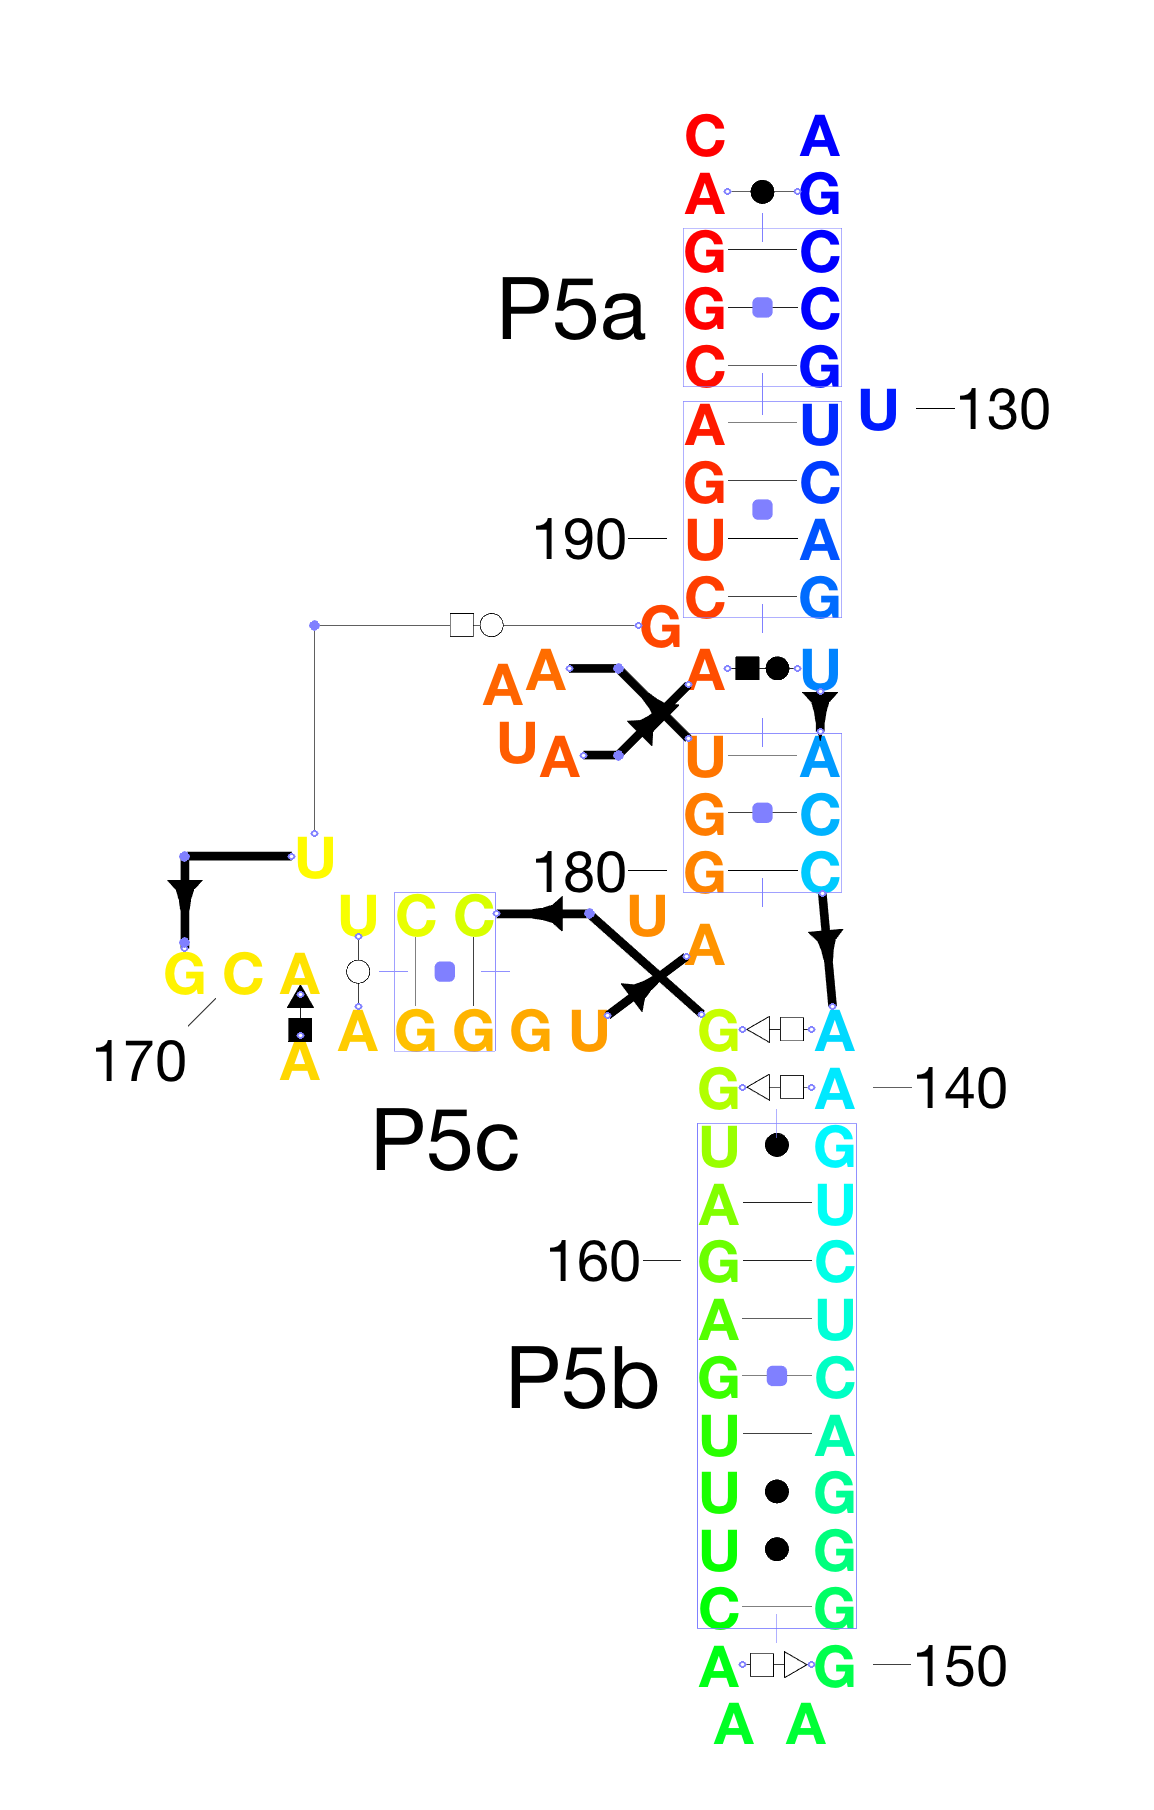 C A
A G
G C
P5a
G C
C G
A U U 130
G C
190 U A
C G
G
A A A U
U A U A
G C
U 180 G C
U C C U A
G C A
A G G G U G A
170 A
G A 140
P5c
U G
A U
160 G C
A U
P5b
G C
U A
U G
U G
C G
A G 150
A A